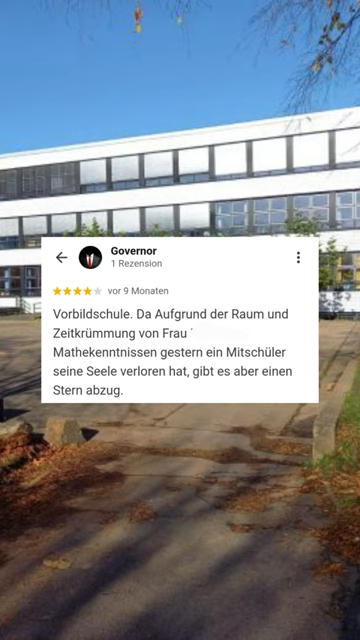 Governor
1 Rezension
vor 9 Monaten
Vorbildschule. Da Aufgrund der Raum und
Zeitkrümmung von Frau
Mathekenntnissen gestern ein Mitschüler
seine Seele verloren hat, gibt es aber einen
Stern abzug.